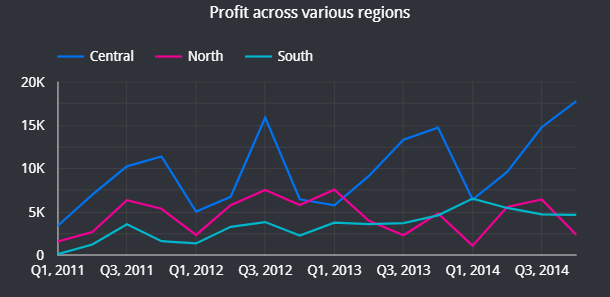 Profit across various regions
Central North South
20K
15K
10K
5K
0
Q1, 2011 Q3, 2011 Q1, 2012 Q3, 2012 Q1, 2013 Q3, 2013 Q1, 2014 Q3, 2014